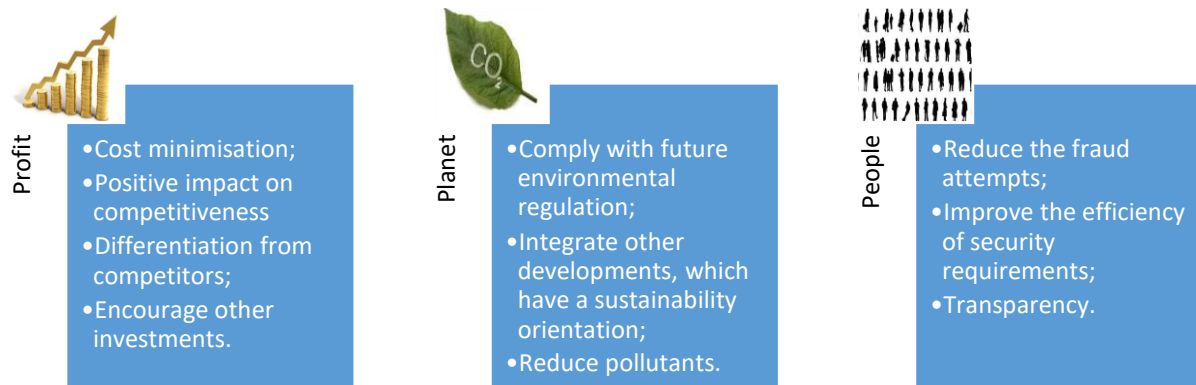 Profit
•Cost minimisation;
•Positive impact on
competitiveness
•Differentiation from
competitors;
•Encourage other
investments.
CO2
Planet
•Comply with future
environmental
regulation;
•Integrate other
developments, which
have a sustainability
orientation;
•Reduce pollutants.
People
•Reduce the fraud
attempts;
•Improve the efficiency
of security
requirements;
•Transparency.